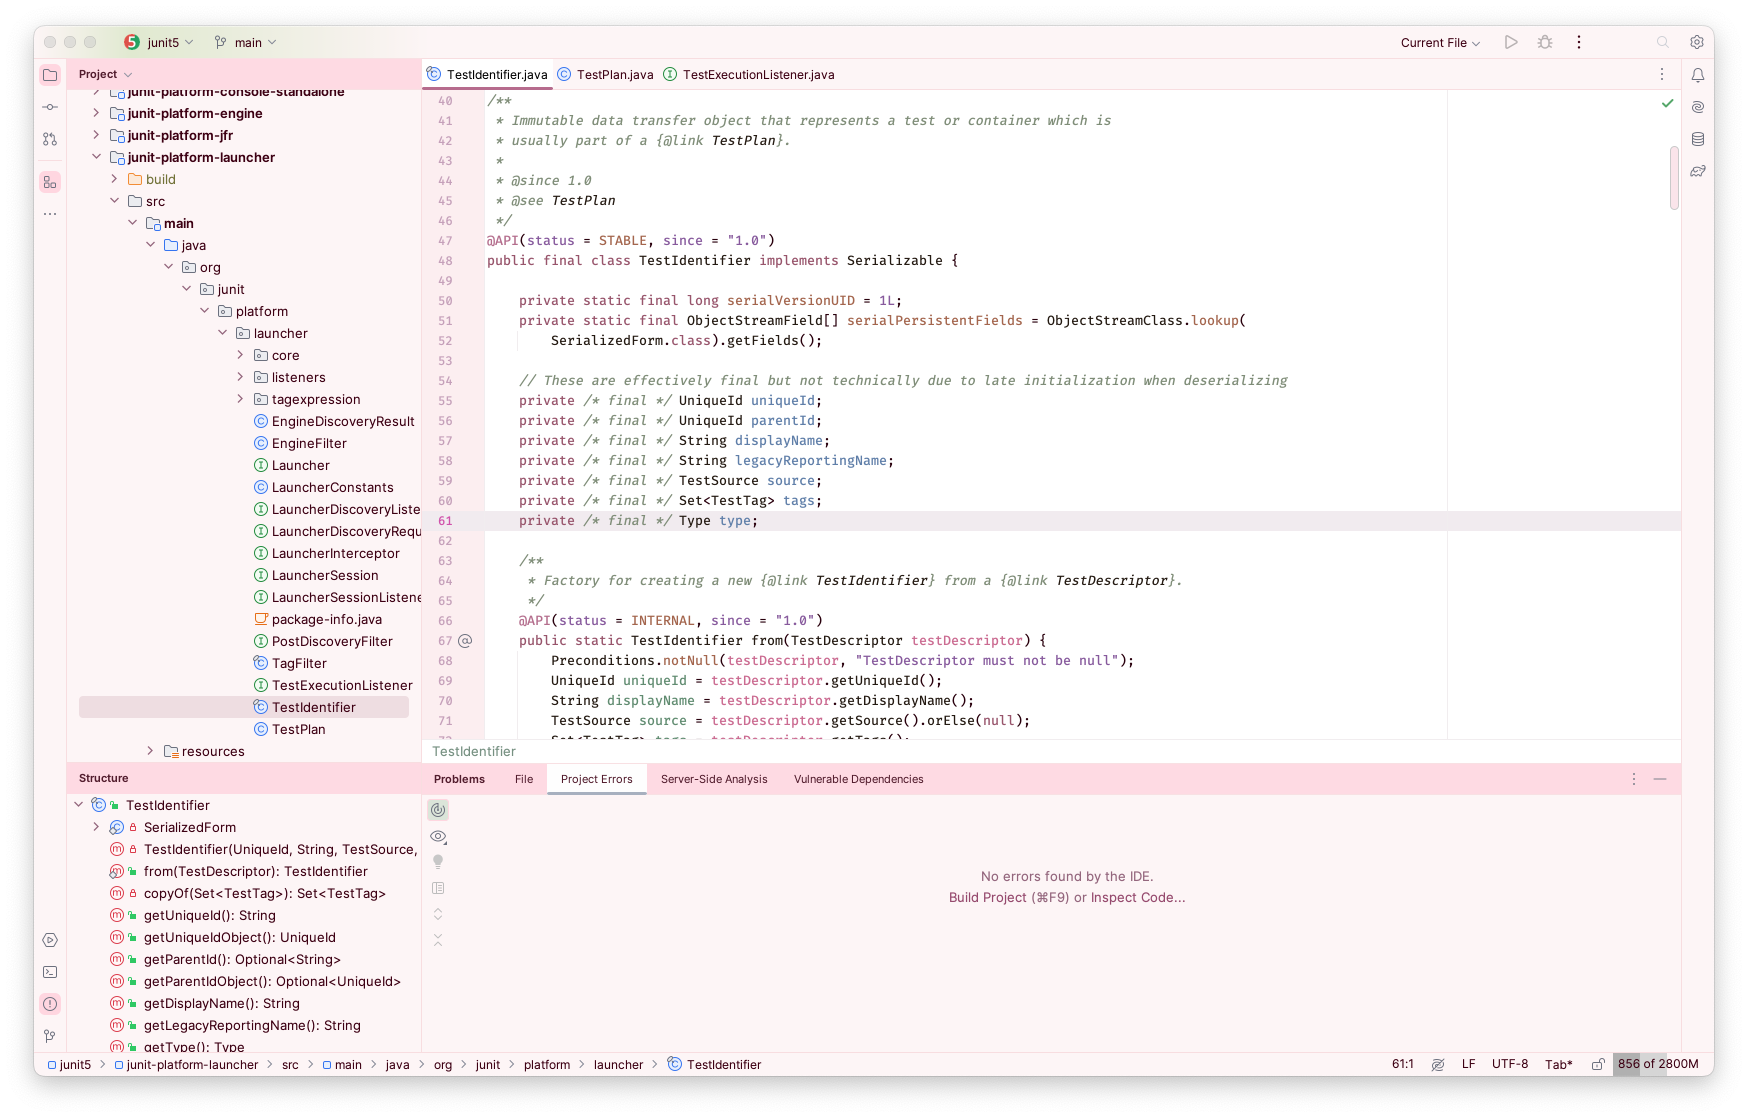 junit5
main
Current File
Project
junit-platform-console-standalone
junit-platform-engine
junit-platform-jfr
junit-platform-launcher
build
src
main
java
org
junit
platform
launcher
core
listeners
tagexpression
EngineDiscoveryResult
EngineFilter
Launcher
LauncherConstants
LauncherDiscoveryListe
LauncherDiscoveryRequ
LauncherInterceptor
LauncherSession
LauncherSessionListene
package-info.java
PostDiscoveryFilter
TagFilter
TestExecutionListener
TestIdentifier
TestPlan
resources
TestIdentifier.java TestPlan.java TestExecutionListener.java
40 /**
41 * Immutable data transfer object that represents a test or container which is
42 * usually part of a {@link TestPlan}.
43 *
44 * @since 1.0
45 * @see TestPlan
46 */
47 @API(status = STABLE, since = "1.0")
48 public final class TestIdentifier implements Serializable {
49
50 private static final long serialVersionUID = 1L;
51 private static final ObjectStreamField[] serialPersistentFields = ObjectStreamClass.lookup(
52 SerializedForm.class).getFields();
53
54 // These are effectively final but not technically due to late initialization when deserializing
55 private /* final */ UniqueId uniqueId;
56 private /* final */ UniqueId parentId;
57 private /* final */ String displayName;
58 private /* final */ String legacyReportingName;
59 private /* final */ TestSource source;
60 private /* final */ Set<TestTag> tags;
61 private /* final */ Type type;
62
63 /**
64 * Factory for creating a new {@link TestIdentifier} from a {@link TestDescriptor}.
65 */
66 @API(status = INTERNAL, since = "1.0")
67 public static TestIdentifier from(TestDescriptor testDescriptor) {
68 Preconditions.notNull(testDescriptor, "TestDescriptor must not be null");
69 UniqueId uniqueId = testDescriptor.getUniqueId();
70 String displayName = testDescriptor.getDisplayName();
71 TestSource source = testDescriptor.getSource().orElse(null);
72 Set<TestTag> tags = testDescriptor.getTags();
TestIdentifier
Structure
TestIdentifier
SerializedForm
TestIdentifier(UniqueId, String, TestSource,
from(TestDescriptor): TestIdentifier
copyOf(Set<TestTag>): Set<TestTag>
getUniqueId(): String
getUniqueIdObject(): UniqueId
getParentId(): Optional<String>
getParentIdObject(): Optional<UniqueId>
getDisplayName(): String
getLegacyReportingName(): String
getType(): Type
Problems File Project Errors Server-Side Analysis Vulnerable Dependencies
No errors found by the IDE.
Build Project (⌘F9) or Inspect Code...
junit5 junit-platform-launcher src main java org junit platform launcher TestIdentifier
61:1 LF UTF-8 Tab* 856 of 2800M